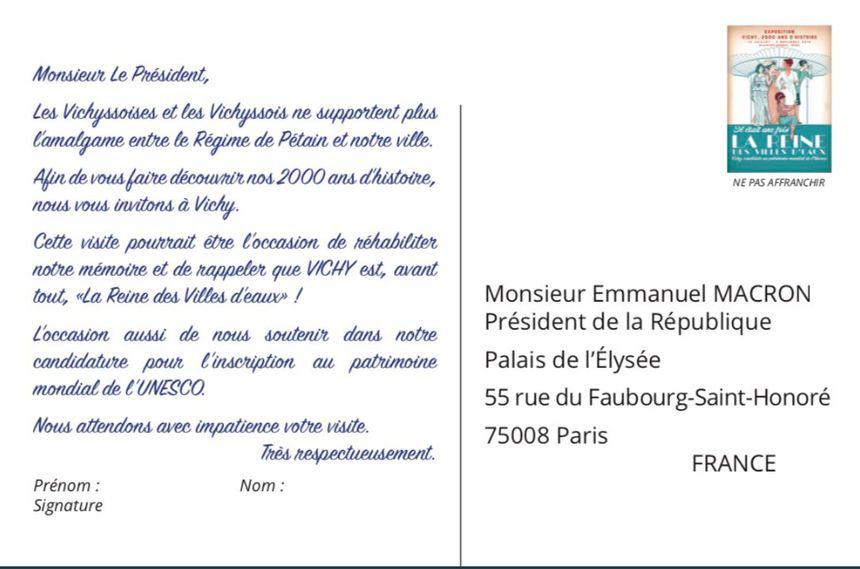 Monsieur Le Président,
Les Vichyssoises et les Vichyssois ne supportent plus
l'amalgame entre le Régime de Pétain et notre ville.
Afin de vous faire découvrir nos 2000 ans d'histoire,
nous vous invitons à Vichy.
Cette visite pourrait être l'occasion de réhabiliter
notre mémoire et de rappeler que VICHY est, avant
tout, «La Reine des Villes d'eaux» !
L'occasion aussi de nous soutenir dans notre
candidature pour l'inscription au patrimoine
mondial de l'UNESCO.
Nous attendons avec impatience votre visite.
Très respectueusement.
Prénom : Nom :
Signature
EXPOSITION
VICHY, 2000 ANS D'HISTOIRE
Il était une fois
LA REINE
DES VILLES D'EAUX
NE PAS AFFRANCHIR
Monsieur Emmanuel MACRON
Président de la République
Palais de l'Élysée
55 rue du Faubourg-Saint-Honoré
75008 Paris
FRANCE